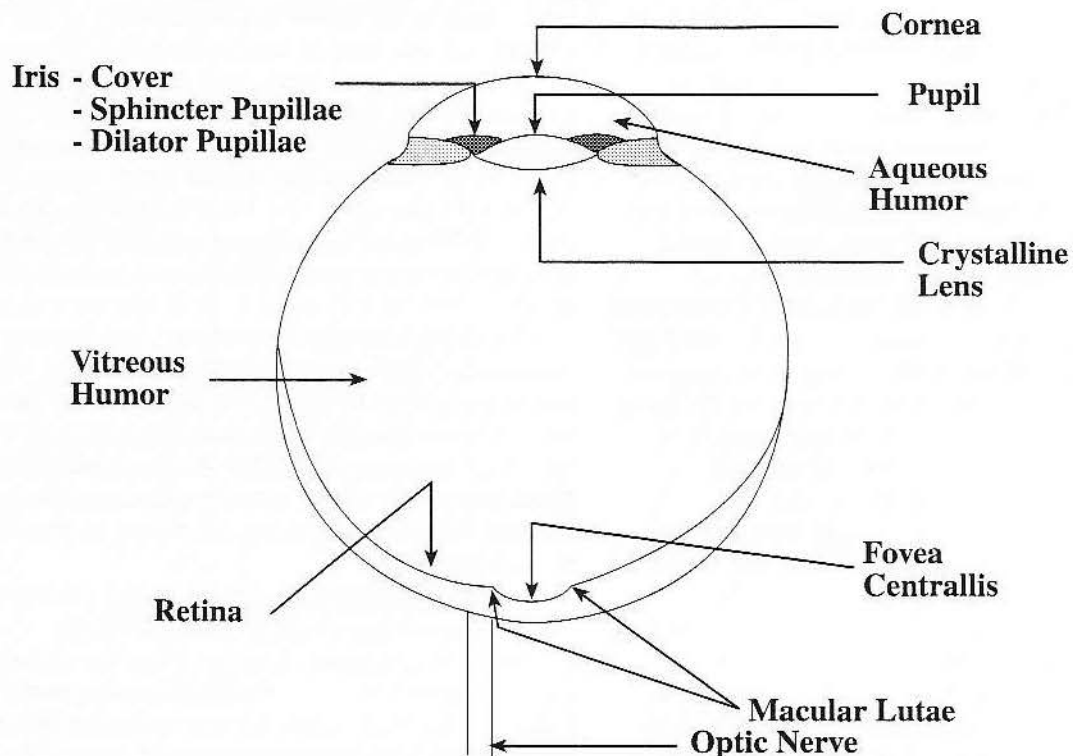 Cornea
Iris - Cover
- Sphincter Pupillae
- Dilator Pupillae
Pupil
Aqueous
Humor
Crystalline
Lens
Vitreous
Humor
Fovea
Centrallis
Retina
Macular Lutae
Optic Nerve